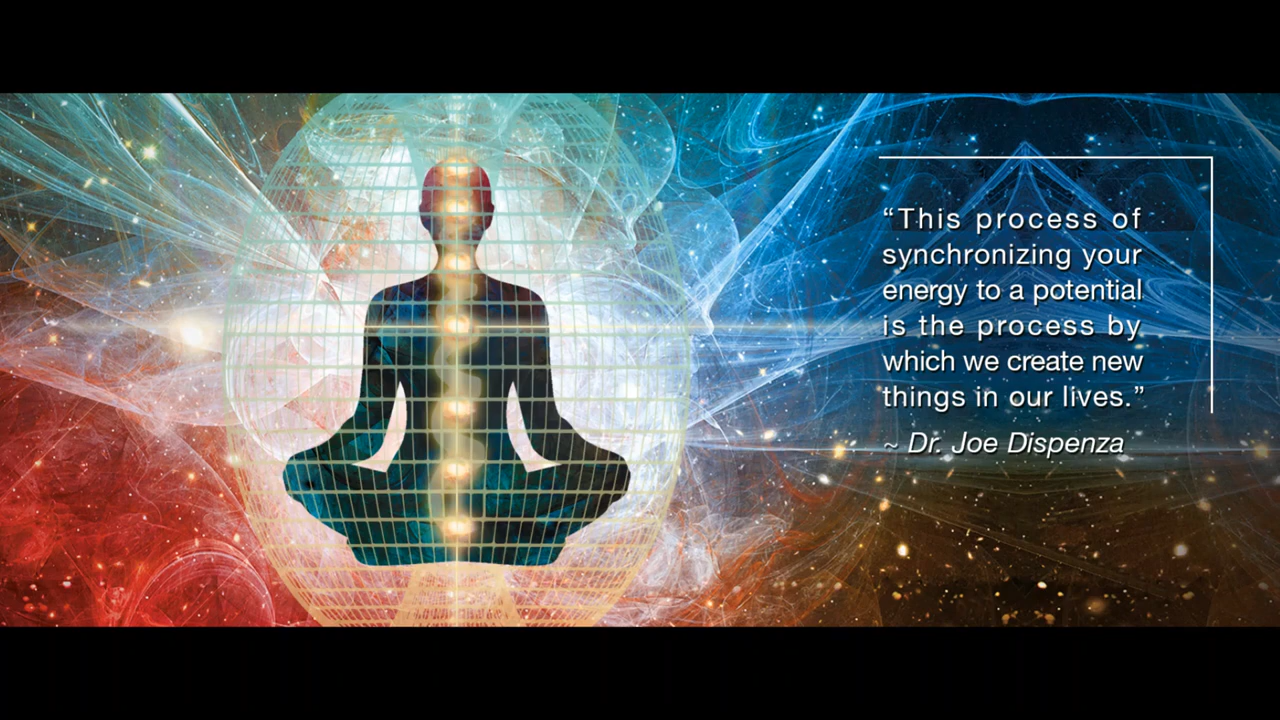 “This process of
synchronizing your
energy to a potential
is the process by
which we create new
things in our lives.”
~ Dr. Joe Dispenza